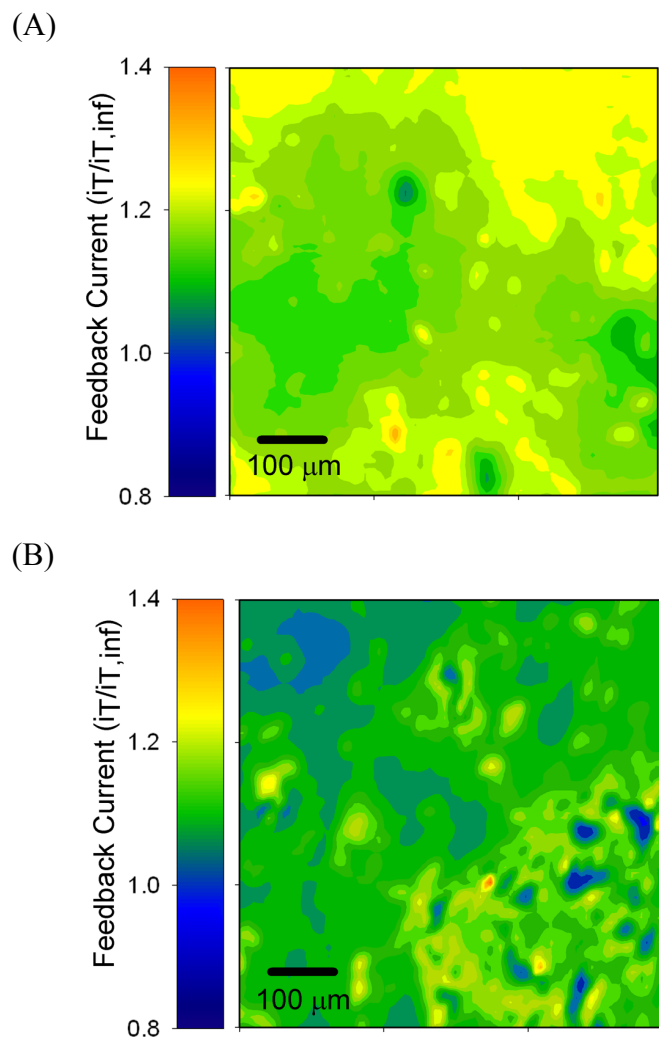 (A)
1.4
1.2
1.0
0.8
Feedback Current (iT/iT,inf)
100 μm
(B)
1.4
1.2
1.0
0.8
Feedback Current (iT/iT,inf)
100 μm